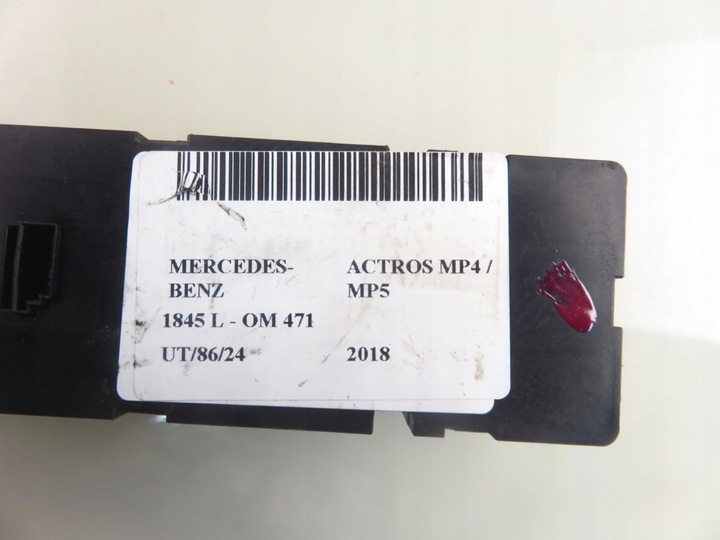 MERCEDES- ACTROS MP4 /
BENZ MP5
1845 L - OM 471
UT/86/24 2018